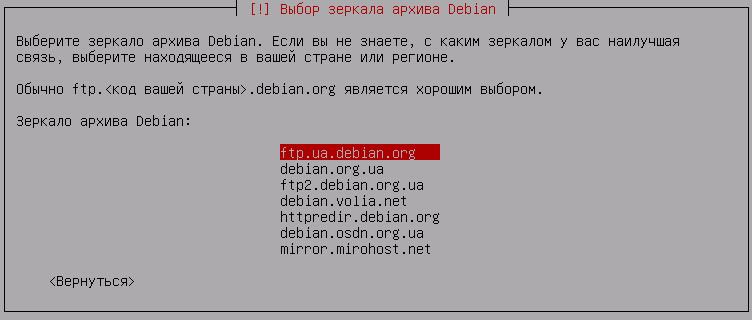 [!] Выбор зеркала архива Debian
Выберите зеркало архива Debian. Если вы не знаете, с каким зеркалом у вас наилучшая
связь, выберите находящееся в вашей стране или регионе.
Обычно ftp.<код вашей страны>.debian.org является хорошим выбором.
Зеркало архива Debian:
ftp.ua.debian.org
debian.org.ua
ftp2.debian.org.ua
debian.volia.net
httpredir.debian.org
debian.osdn.org.ua
mirror.mirohost.net
<Вернуться>